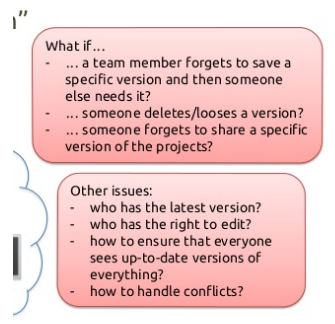 "
What if...
- ... a team member forgets to save a
specific version and then someone
else needs it?
- ... someone deletes/looses a version?
- ... someone forgets to share a specific
version of the projects?
Other issues:
- who has the latest version?
- who has the right to edit?
- how to ensure that everyone
sees up-to-date versions of
everything?
- how to handle conflicts?